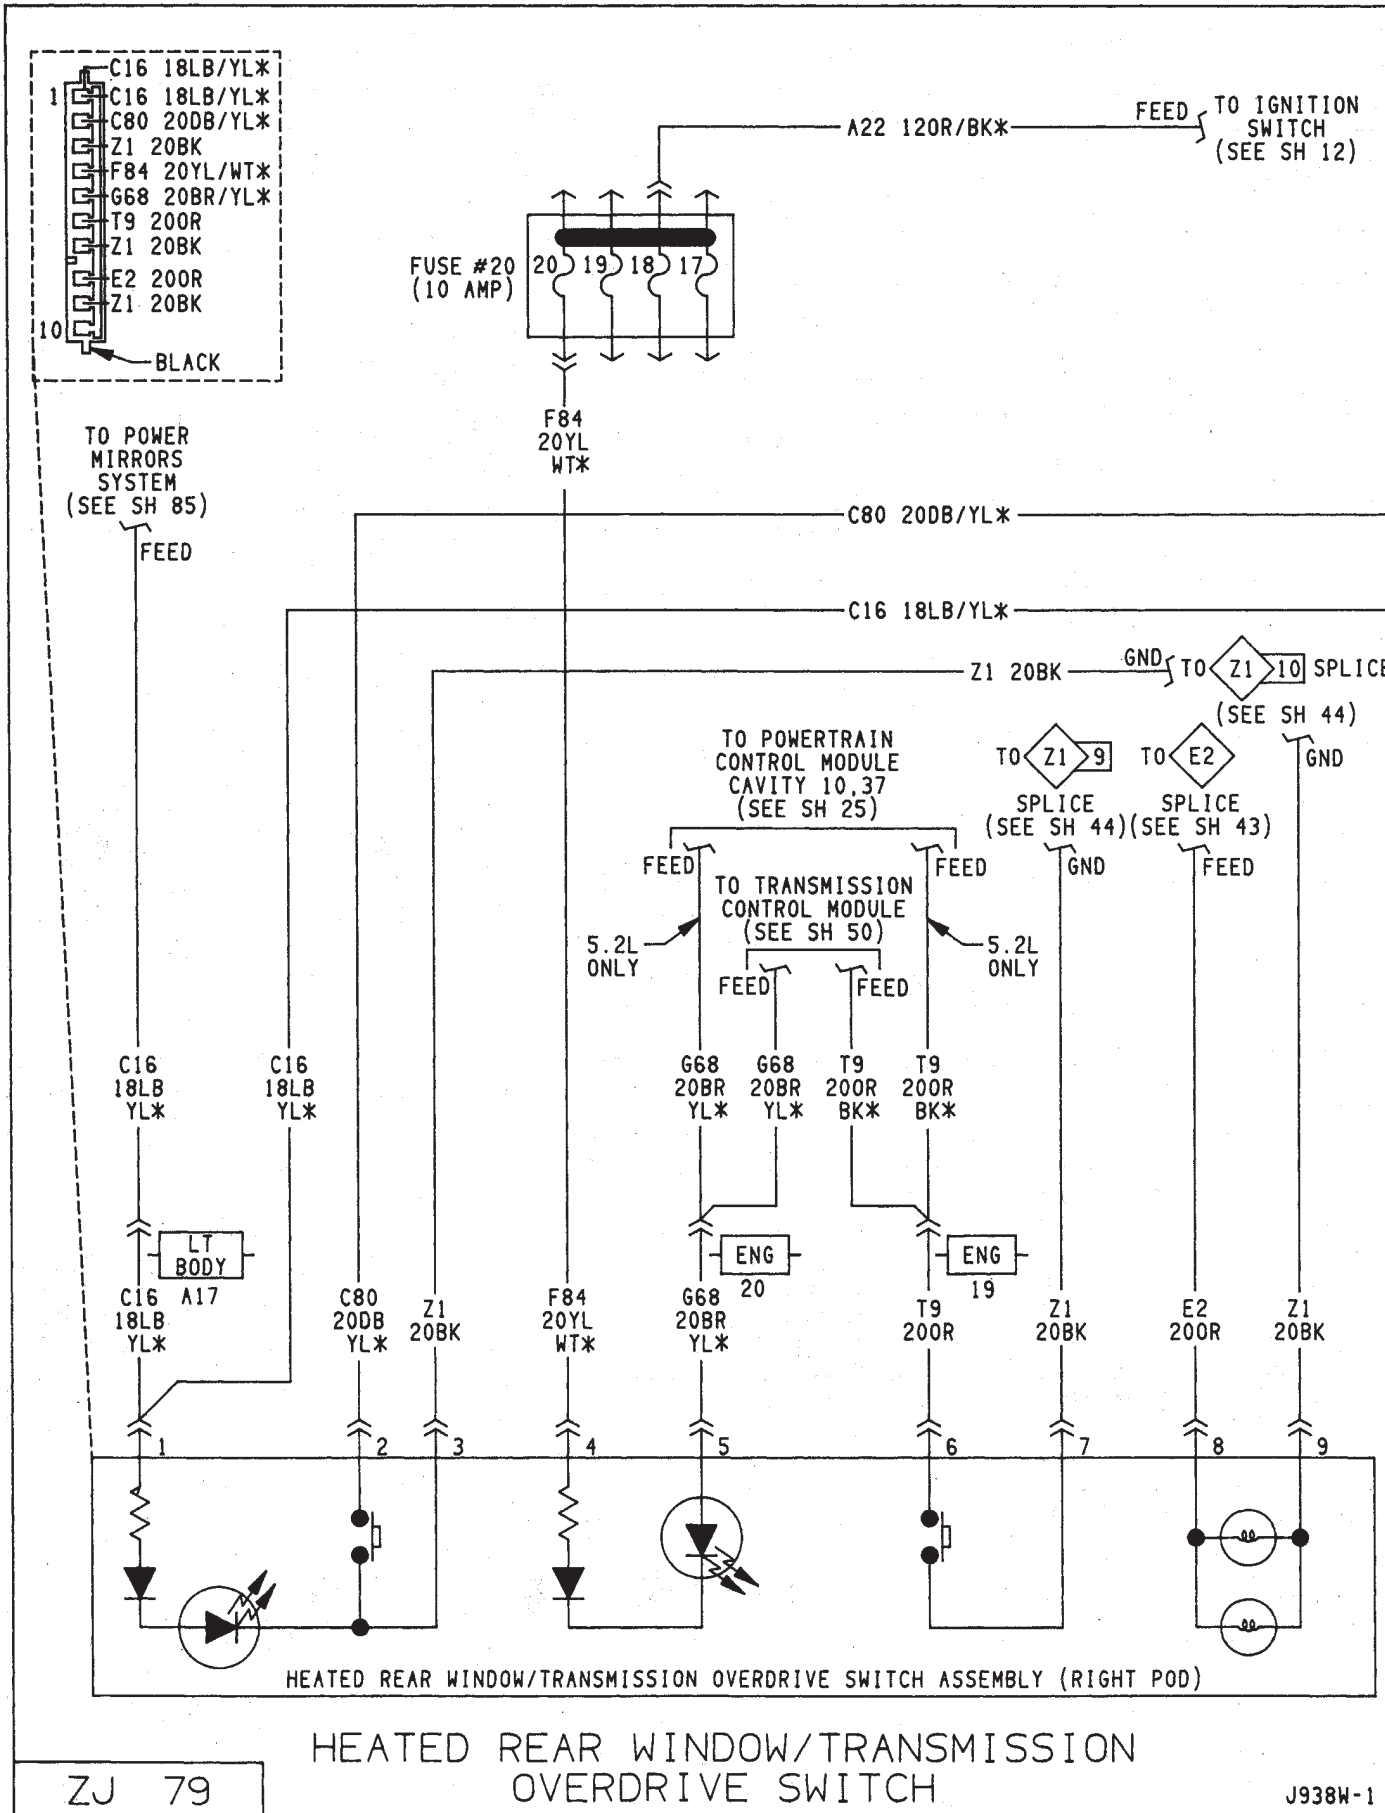 C16 18LB/YL*
1
C16 18LB/YL*
C80 20DB/YL*
Z1 20BK
F84 20YL/WT*
G68 20BR/YL*
T9 20OR
Z1 20BK
E2 20OR
Z1 20BK
10
BLACK
A22 12OR/BK*
FEED
TO IGNITION
SWITCH
(SEE SH 12)
FUSE #20
(10 AMP)
20
19
18
17
F84
20YL
WT*
TO POWER
MIRRORS
SYSTEM
(SEE SH 85)
FEED
C80 20DB/YL*
C16 18LB/YL*
Z1 20BK
GND
TO
Z1
10
SPLICE
(SEE SH 44)
GND
TO POWERTRAIN
CONTROL MODULE
CAVITY 10,37
(SEE SH 25)
TO
Z1
9
SPLICE
(SEE SH 44)
GND
TO
E2
SPLICE
(SEE SH 43)
FEED
FEED
FEED
TO TRANSMISSION
CONTROL MODULE
(SEE SH 50)
5.2L
ONLY
5.2L
ONLY
FEED
FEED
C16
18LB
YL*
C16
18LB
YL*
G68
20BR
YL*
G68
20BR
YL*
T9
20OR
BK*
T9
20OR
BK*
LT
BODY
A17
ENG
20
ENG
19
C16
18LB
YL*
C80
20DB
YL*
Z1
20BK
F84
20YL
WT*
G68
20BR
YL*
T9
20OR
Z1
20BK
E2
20OR
Z1
20BK
1
2
3
4
5
6
7
8
9
HEATED REAR WINDOW/TRANSMISSION OVERDRIVE SWITCH ASSEMBLY (RIGHT POD)
HEATED REAR WINDOW/TRANSMISSION
OVERDRIVE SWITCH
ZJ 79
J938W-1